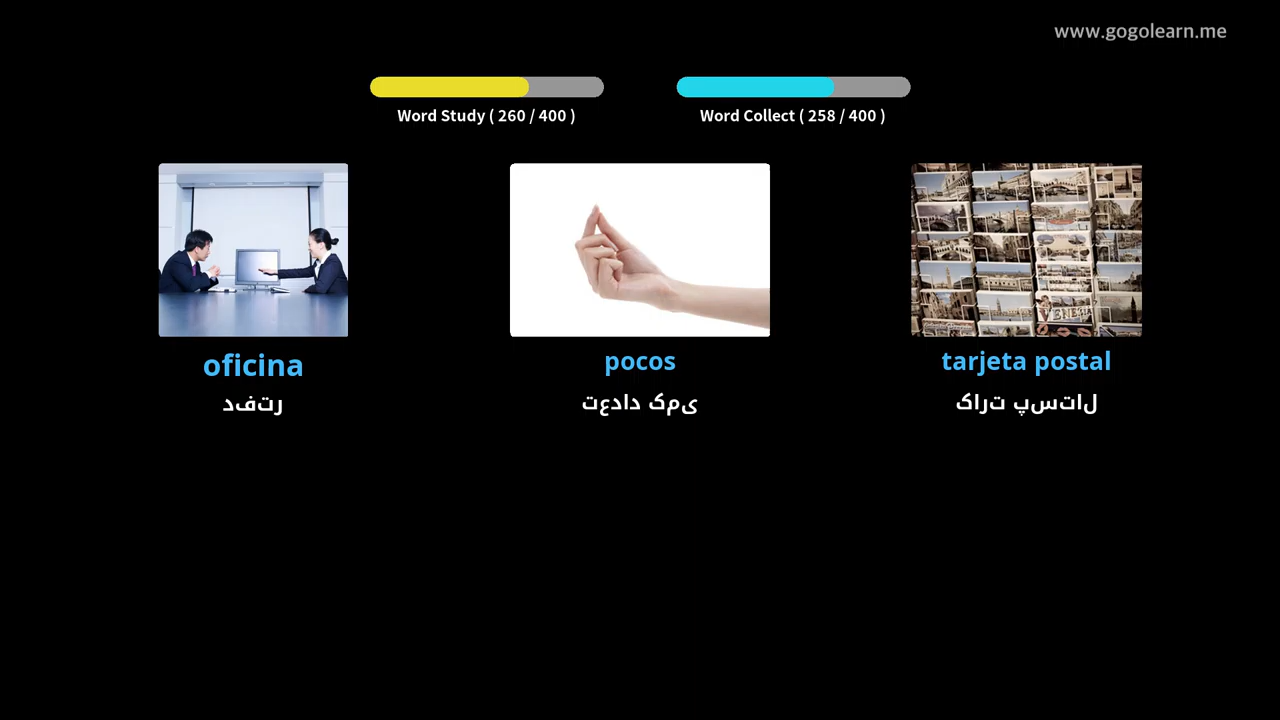 www.gogolearn.me
Word Study ( 260 / 400 )
Word Collect ( 258 / 400 )
oficina
دفتر
pocos
تعداد کمی
tarjeta postal
کارت پستال
VENEZIA